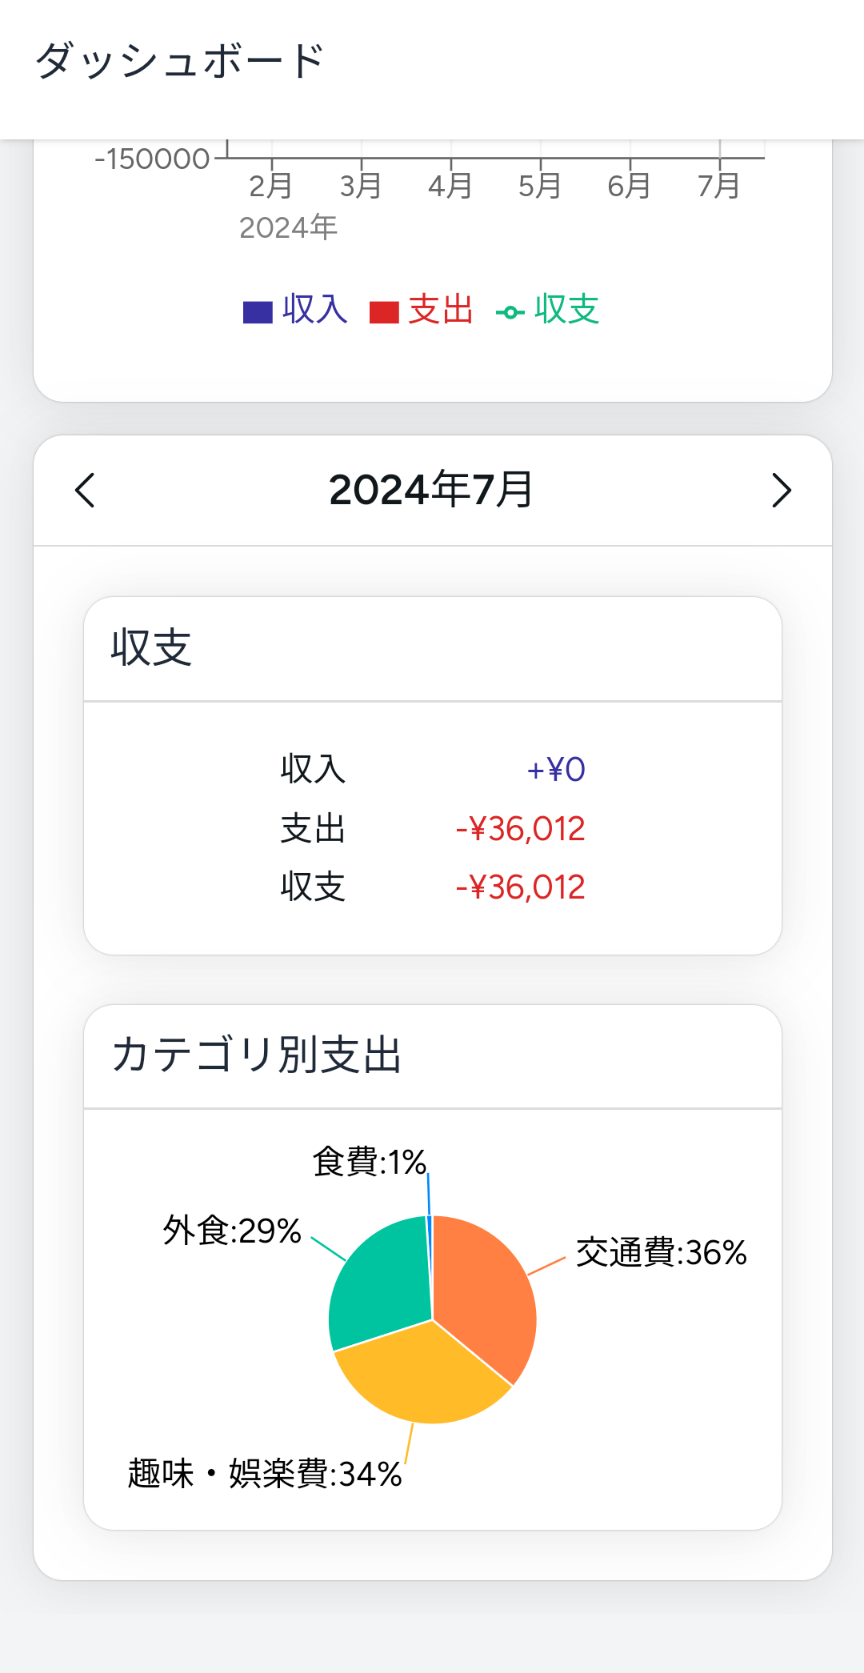 ダッシュボード
-150000
2月 3月 4月 5月 6月 7月
2024年
収入 支出 収支
2024年7月
収支
収入 +¥0
支出 -¥36,012
収支 -¥36,012
カテゴリ別支出
食費:1%
外食:29%
交通費:36%
趣味・娯楽費:34%